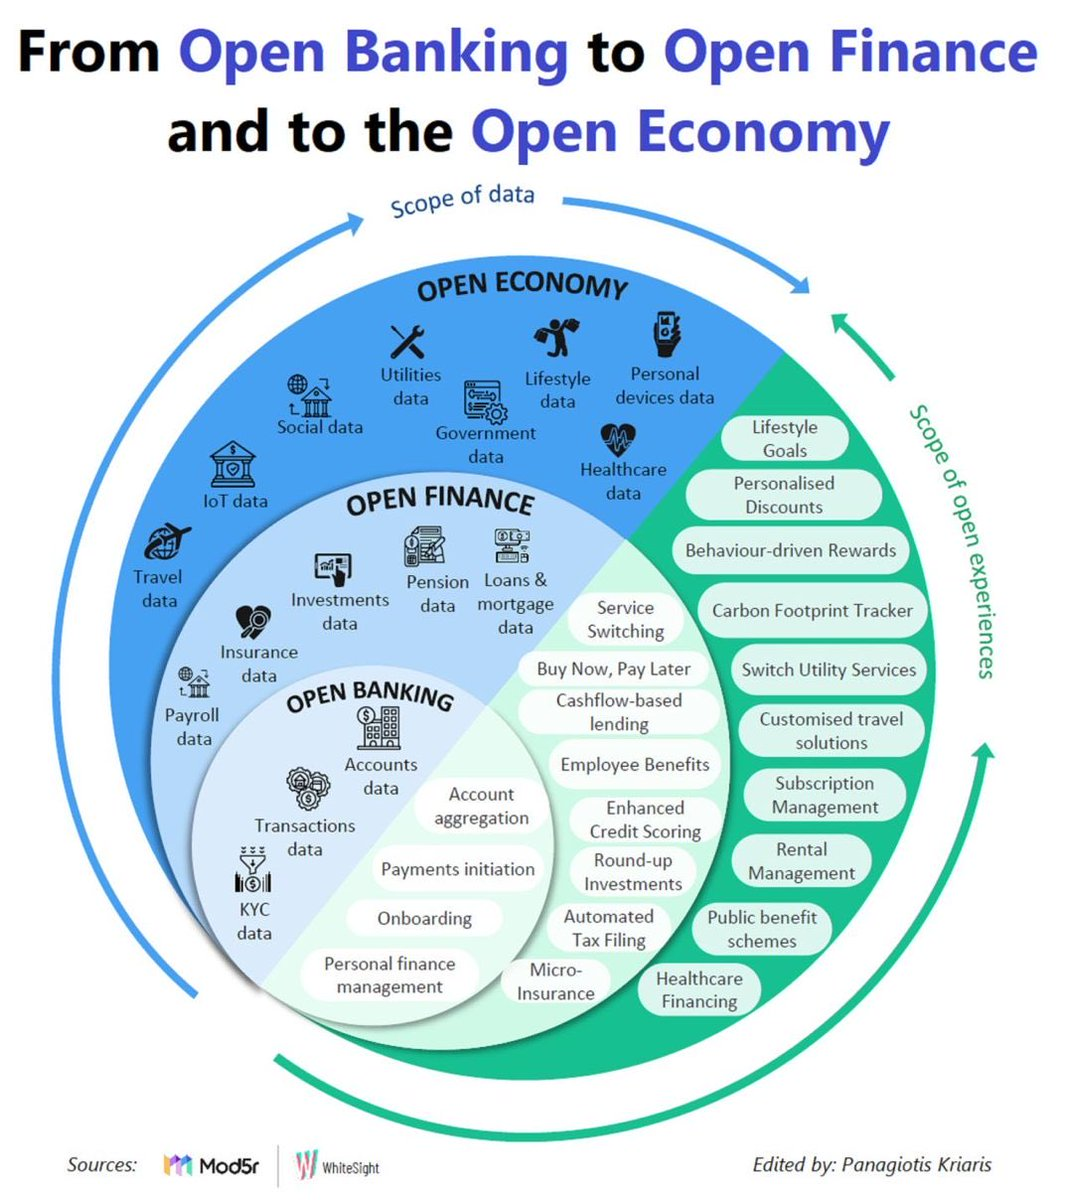 From Open Banking to Open Finance
and to the Open Economy
Scope of data
OPEN ECONOMY
Utilities
data
Lifestyle
data
Personal
devices data
Social data
Government
data
Healthcare
data
IoT data
Travel
data
OPEN FINANCE
Investments
data
Pension
data
Loans &
mortgage
data
Insurance
data
Payroll
data
OPEN BANKING
Accounts
data
Transactions
data
KYC
data
Account
aggregation
Payments initiation
Onboarding
Personal finance
management
Service
Switching
Buy Now, Pay Later
Cashflow-based
lending
Employee Benefits
Enhanced
Credit Scoring
Round-up
Investments
Automated
Tax Filing
Micro-
Insurance
Lifestyle
Goals
Personalised
Discounts
Behaviour-driven Rewards
Carbon Footprint Tracker
Switch Utility Services
Customised travel
solutions
Subscription
Management
Rental
Management
Public benefit
schemes
Healthcare
Financing
Scope of open experiences
Sources: Mod5r WhiteSight
Edited by: Panagiotis Kriaris